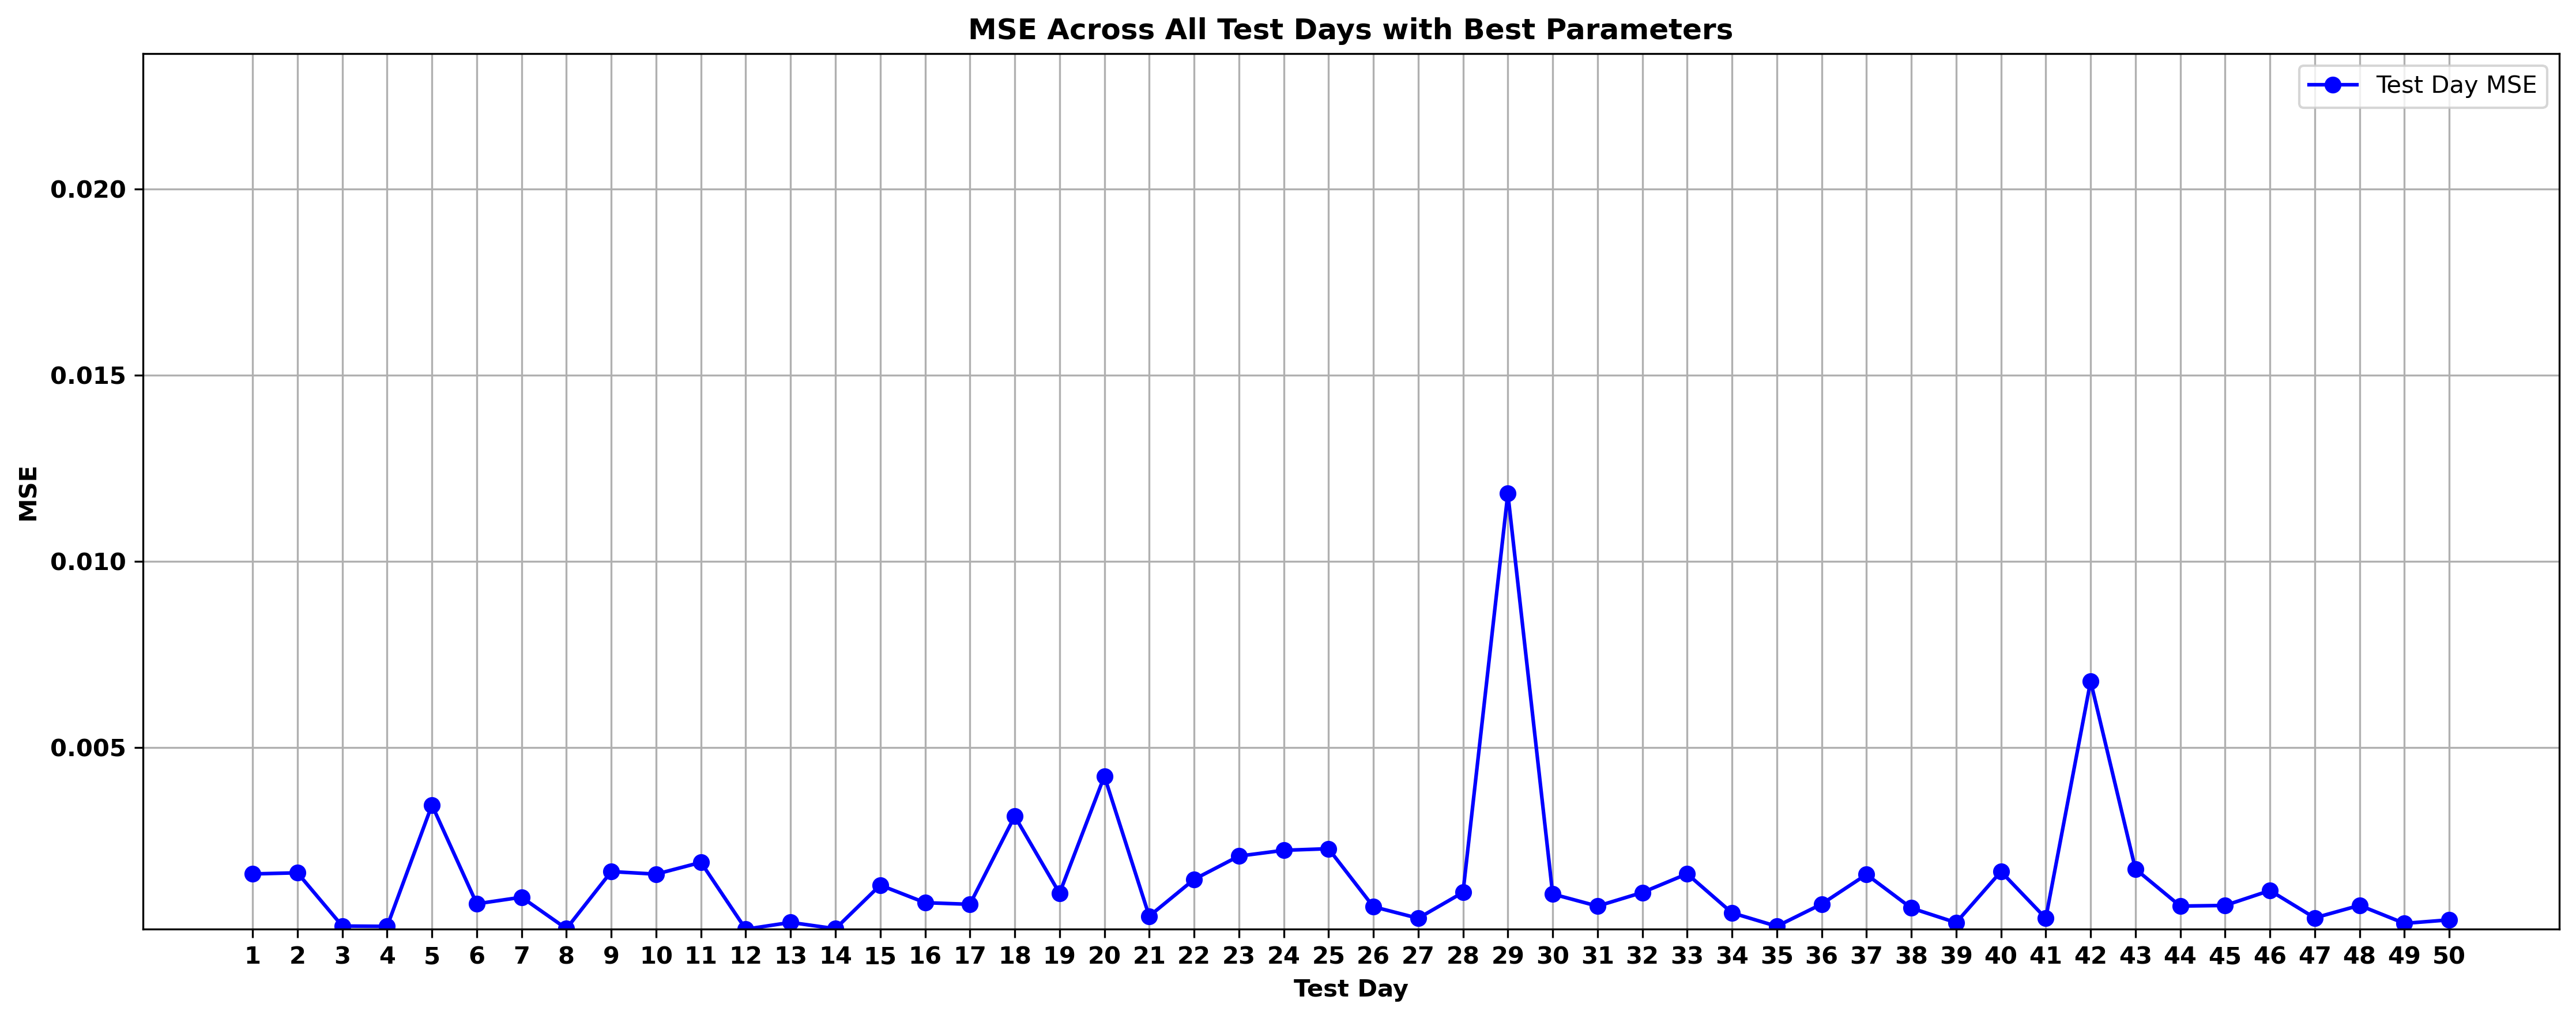 MSE Across All Test Days with Best Parameters
Test Day MSE
0.020
0.015
0.010
0.005
MSE
1 2 3 4 5 6 7 8 9 10 11 12 13 14 15 16 17 18 19 20 21 22 23 24 25 26 27 28 29 30 31 32 33 34 35 36 37 38 39 40 41 42 43 44 45 46 47 48 49 50
Test Day